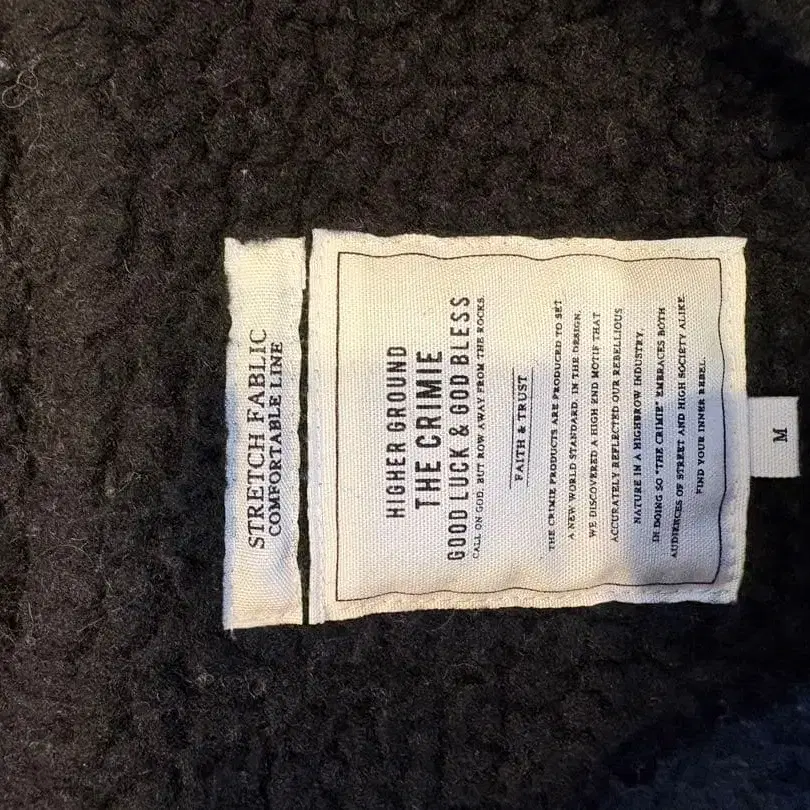 STRETCH FABLIC
COMFORTABLE LINE
HIGHER GROUND
THE CRIMIE
GOOD LUCK & GOD BLESS
CALL ON GOD, BUT ROW AWAY FROM THE ROCKS.
FAITH & TRUST
THE CRIMIE PRODUCTS ARE PRODUCED TO SET
A NEW WORLD STANDARD. IN THE DESIGN,
WE DISCOVERED A HIGH END MOTIF THAT
ACCURATELY REFLECTED OUR REBELLIOUS
NATURE IN A HIGHBROW INDUSTRY.
IN DOING SO "THE CRIMIE" EMBRACES BOTH
AUDIENCES OF STREET AND HIGH SOCIETY ALIKE.
FIND YOUR INNER REBEL.
M